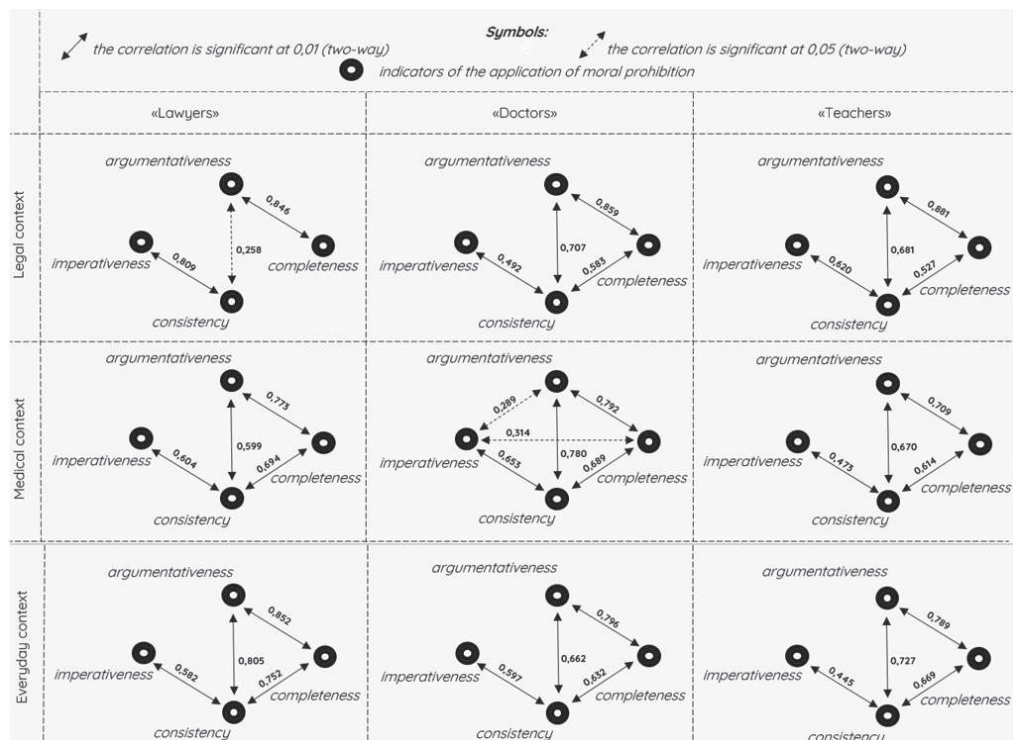 Symbols:
the correlation is significant at 0,01 (two-way)
the correlation is significant at 0,05 (two-way)
indicators of the application of moral prohibition
«Lawyers»
«Doctors»
«Teachers»
Legal context
argumentativeness
0,846
0,258
0,809
imperativeness
completeness
consistency
argumentativeness
0,859
0,707
0,492
0,583
imperativeness
completeness
consistency
argumentativeness
0,881
0,681
0,620
0,527
imperativeness
completeness
consistency
Medical context
argumentativeness
0,773
0,599
0,604
0,694
imperativeness
completeness
consistency
argumentativeness
0,289
0,792
0,314
0,780
0,653
0,689
imperativeness
completeness
consistency
argumentativeness
0,709
0,670
0,473
0,614
imperativeness
completeness
consistency
Everyday context
argumentativeness
0,852
0,805
0,582
0,752
imperativeness
completeness
consistency
argumentativeness
0,796
0,662
0,597
0,632
imperativeness
completeness
consistency
argumentativeness
0,789
0,727
0,445
0,669
imperativeness
completeness
consistency